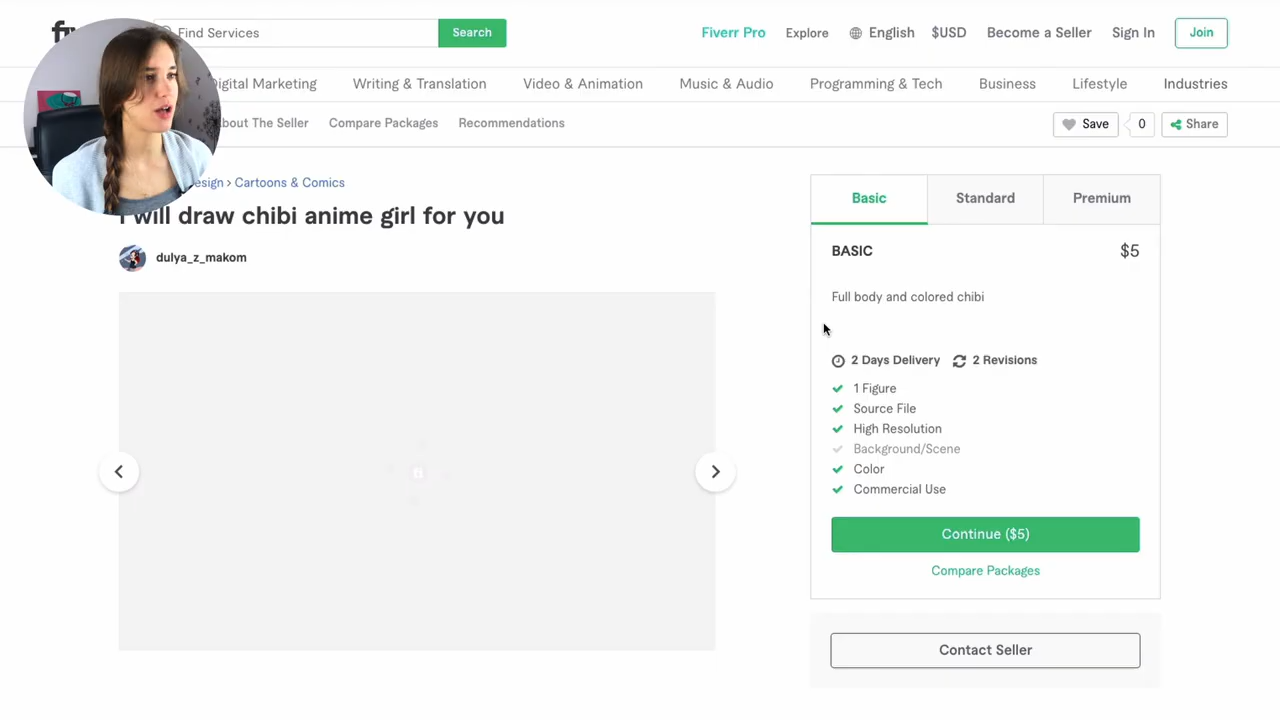 Find Services
Search
Fiverr Pro
Explore
English
$USD
Become a Seller
Sign In
Join
Digital Marketing
Writing & Translation
Video & Animation
Music & Audio
Programming & Tech
Business
Lifestyle
Industries
About The Seller
Compare Packages
Recommendations
Save
0
Share
› Cartoons & Comics
I will draw chibi anime girl for you
dulya_z_makom
Basic
Standard
Premium
BASIC
$5
Full body and colored chibi
2 Days Delivery
2 Revisions
1 Figure
Source File
High Resolution
Background/Scene
Color
Commercial Use
Continue ($5)
Compare Packages
Contact Seller